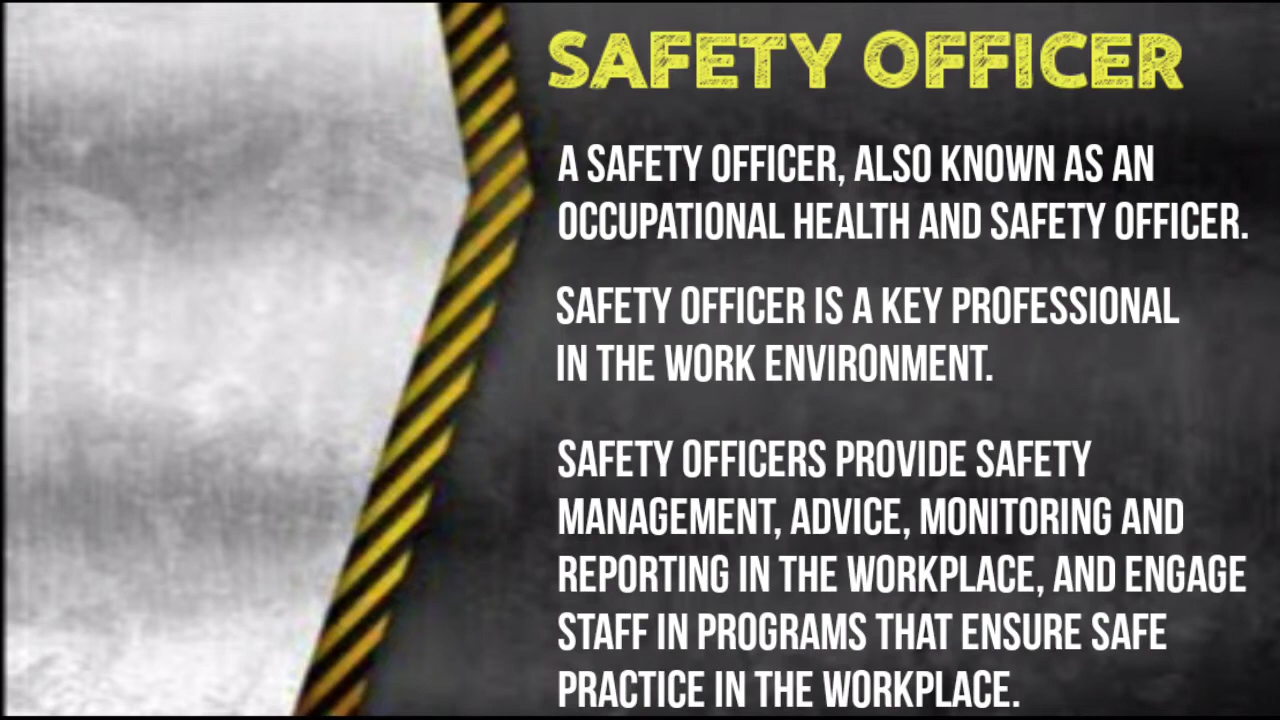 SAFETY OFFICER
A SAFETY OFFICER, ALSO KNOWN AS AN
OCCUPATIONAL HEALTH AND SAFETY OFFICER.
SAFETY OFFICER IS A KEY PROFESSIONAL
IN THE WORK ENVIRONMENT.
SAFETY OFFICERS PROVIDE SAFETY
MANAGEMENT, ADVICE, MONITORING AND
REPORTING IN THE WORKPLACE, AND ENGAGE
STAFF IN PROGRAMS THAT ENSURE SAFE
PRACTICE IN THE WORKPLACE.